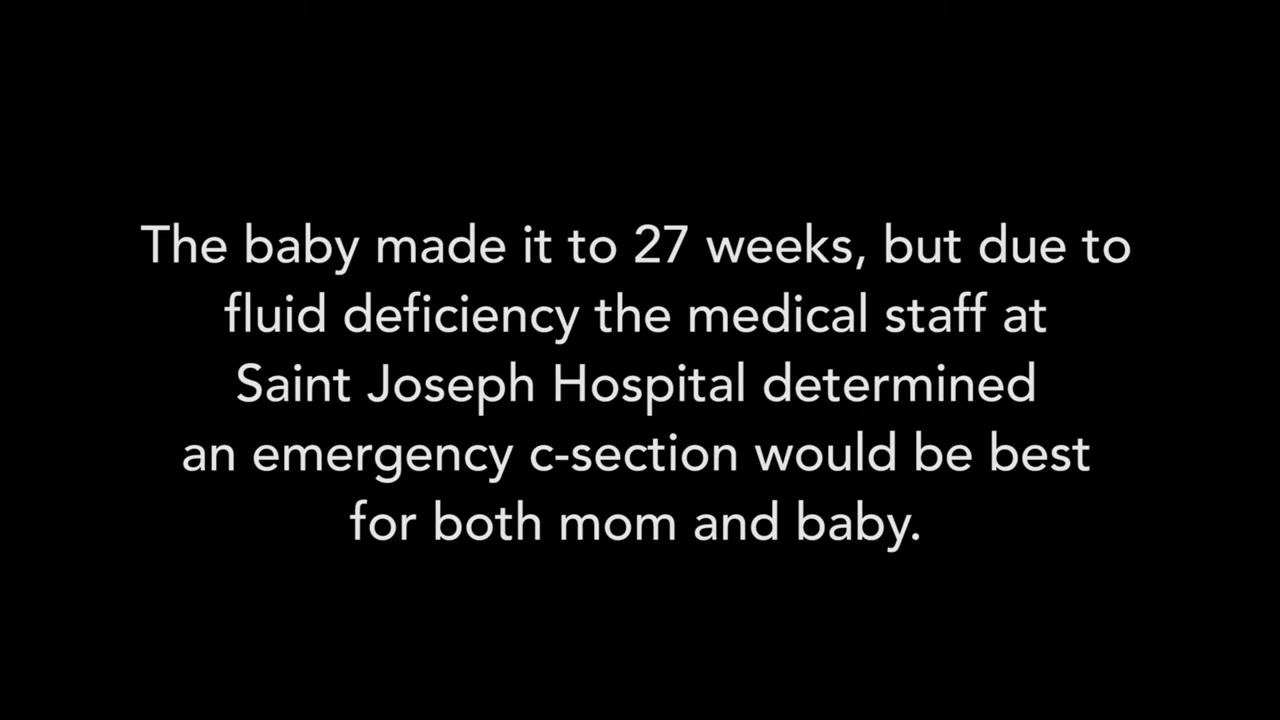 The baby made it to 27 weeks, but due to
fluid deficiency the medical staff at
Saint Joseph Hospital determined
an emergency c-section would be best
for both mom and baby.